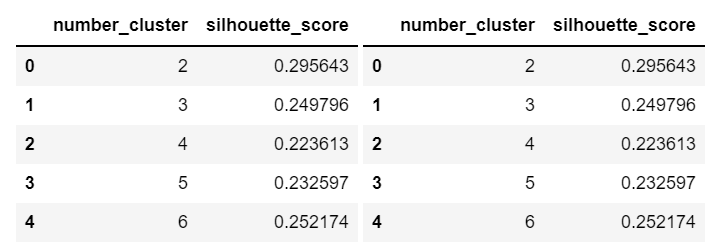 number_cluster silhouette_score number_cluster silhouette_score
0 2 0.295643 0 2 0.295643
1 3 0.249796 1 3 0.249796
2 4 0.223613 2 4 0.223613
3 5 0.232597 3 5 0.232597
4 6 0.252174 4 6 0.252174